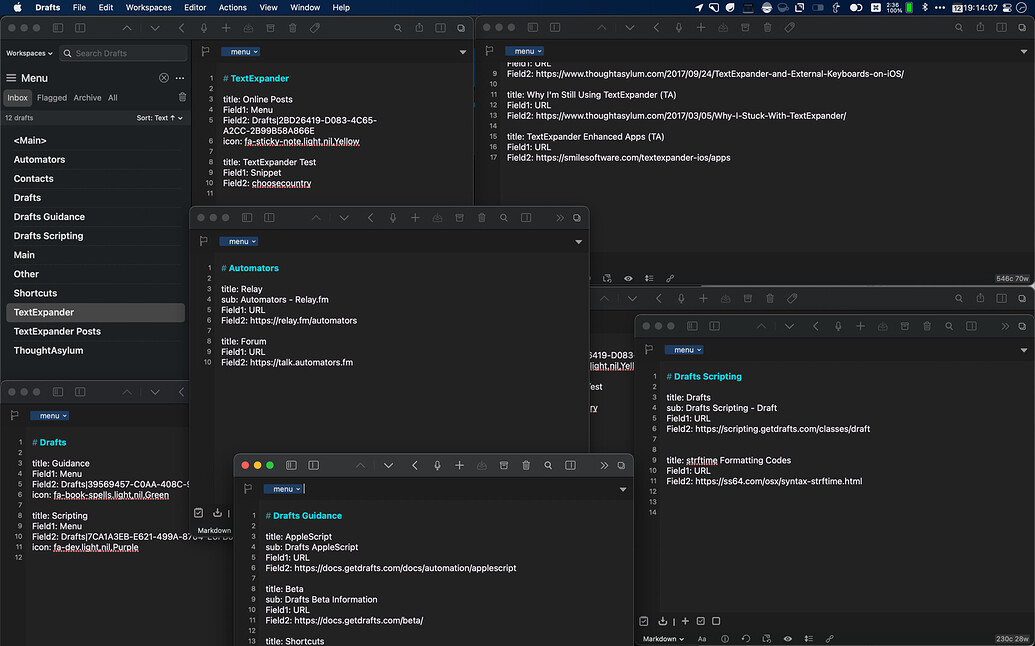 Drafts File Edit Workspaces Editor Actions View Window Help
2:36
100%
12 19:14:07
Workspaces
Search Drafts
Menu
Inbox Flagged Archive All
12 drafts Sort: Text
<Main>
Automators
Contacts
Drafts
Drafts Guidance
Drafts Scripting
Main
Other
Shortcuts
TextExpander
TextExpander Posts
ThoughtAsylum
menu
1 # TextExpander
2
3 title: Online Posts
4 Field1: Menu
5 Field2: Drafts|2BD26419-D083-4C65-
A2CC-2B99B58A866E
6 icon: fa-sticky-note,light,nil,Yellow
7
8 title: TextExpander Test
9 Field1: Snippet
10 Field2: choosecountry
11
menu
Field1: URL
9 Field2: https://www.thoughtasylum.com/2017/09/24/TextExpander-and-External-Keyboards-on-iOS/
10
11 title: Why I'm Still Using TextExpander (TA)
12 Field1: URL
13 Field2: https://www.thoughtasylum.com/2017/03/05/Why-I-Stuck-With-TextExpander/
14
15 title: TextExpander Enhanced Apps (TA)
16 Field1: URL
17 Field2: https://smilesoftware.com/textexpander-ios/apps
546c 70w
menu
1 # Automators
2
3 title: Relay
4 sub: Automators - Relay.fm
5 Field1: URL
6 Field2: https://relay.fm/automators
7
8 title: Forum
9 Field1: URL
10 Field2: https://talk.automators.fm
Markdown
menu
1 # Drafts
2
3 title: Guidance
4 Field1: Menu
5 Field2: Drafts|39569457-C0AA-408C-
6 icon: fa-book-spells,light,nil,Green
7
8 title: Scripting
9 Field1: Menu
10 Field2: Drafts|7CA1A3EB-E621-499A-
11 icon: fa-dev,light,nil,Purple
12
menu
1 # Drafts Guidance
2
3 title: AppleScript
4 sub: Drafts AppleScript
5 Field1: URL
6 Field2: https://docs.getdrafts.com/docs/automation/applescript
7
8 title: Beta
9 sub: Drafts Beta Information
10 Field1: URL
11 Field2: https://docs.getdrafts.com/beta/
12
13 title: Shortcuts
menu
1 # Drafts Scripting
2
3 title: Drafts
4 sub: Drafts Scripting - Draft
5 Field1: URL
6 Field2: https://scripting.getdrafts.com/classes/draft
7
8
9 title: strftime Formatting Codes
10 Field1: URL
11 Field2: https://ss64.com/osx/syntax-strftime.html
12
13
14
Markdown Aa
230c 28w